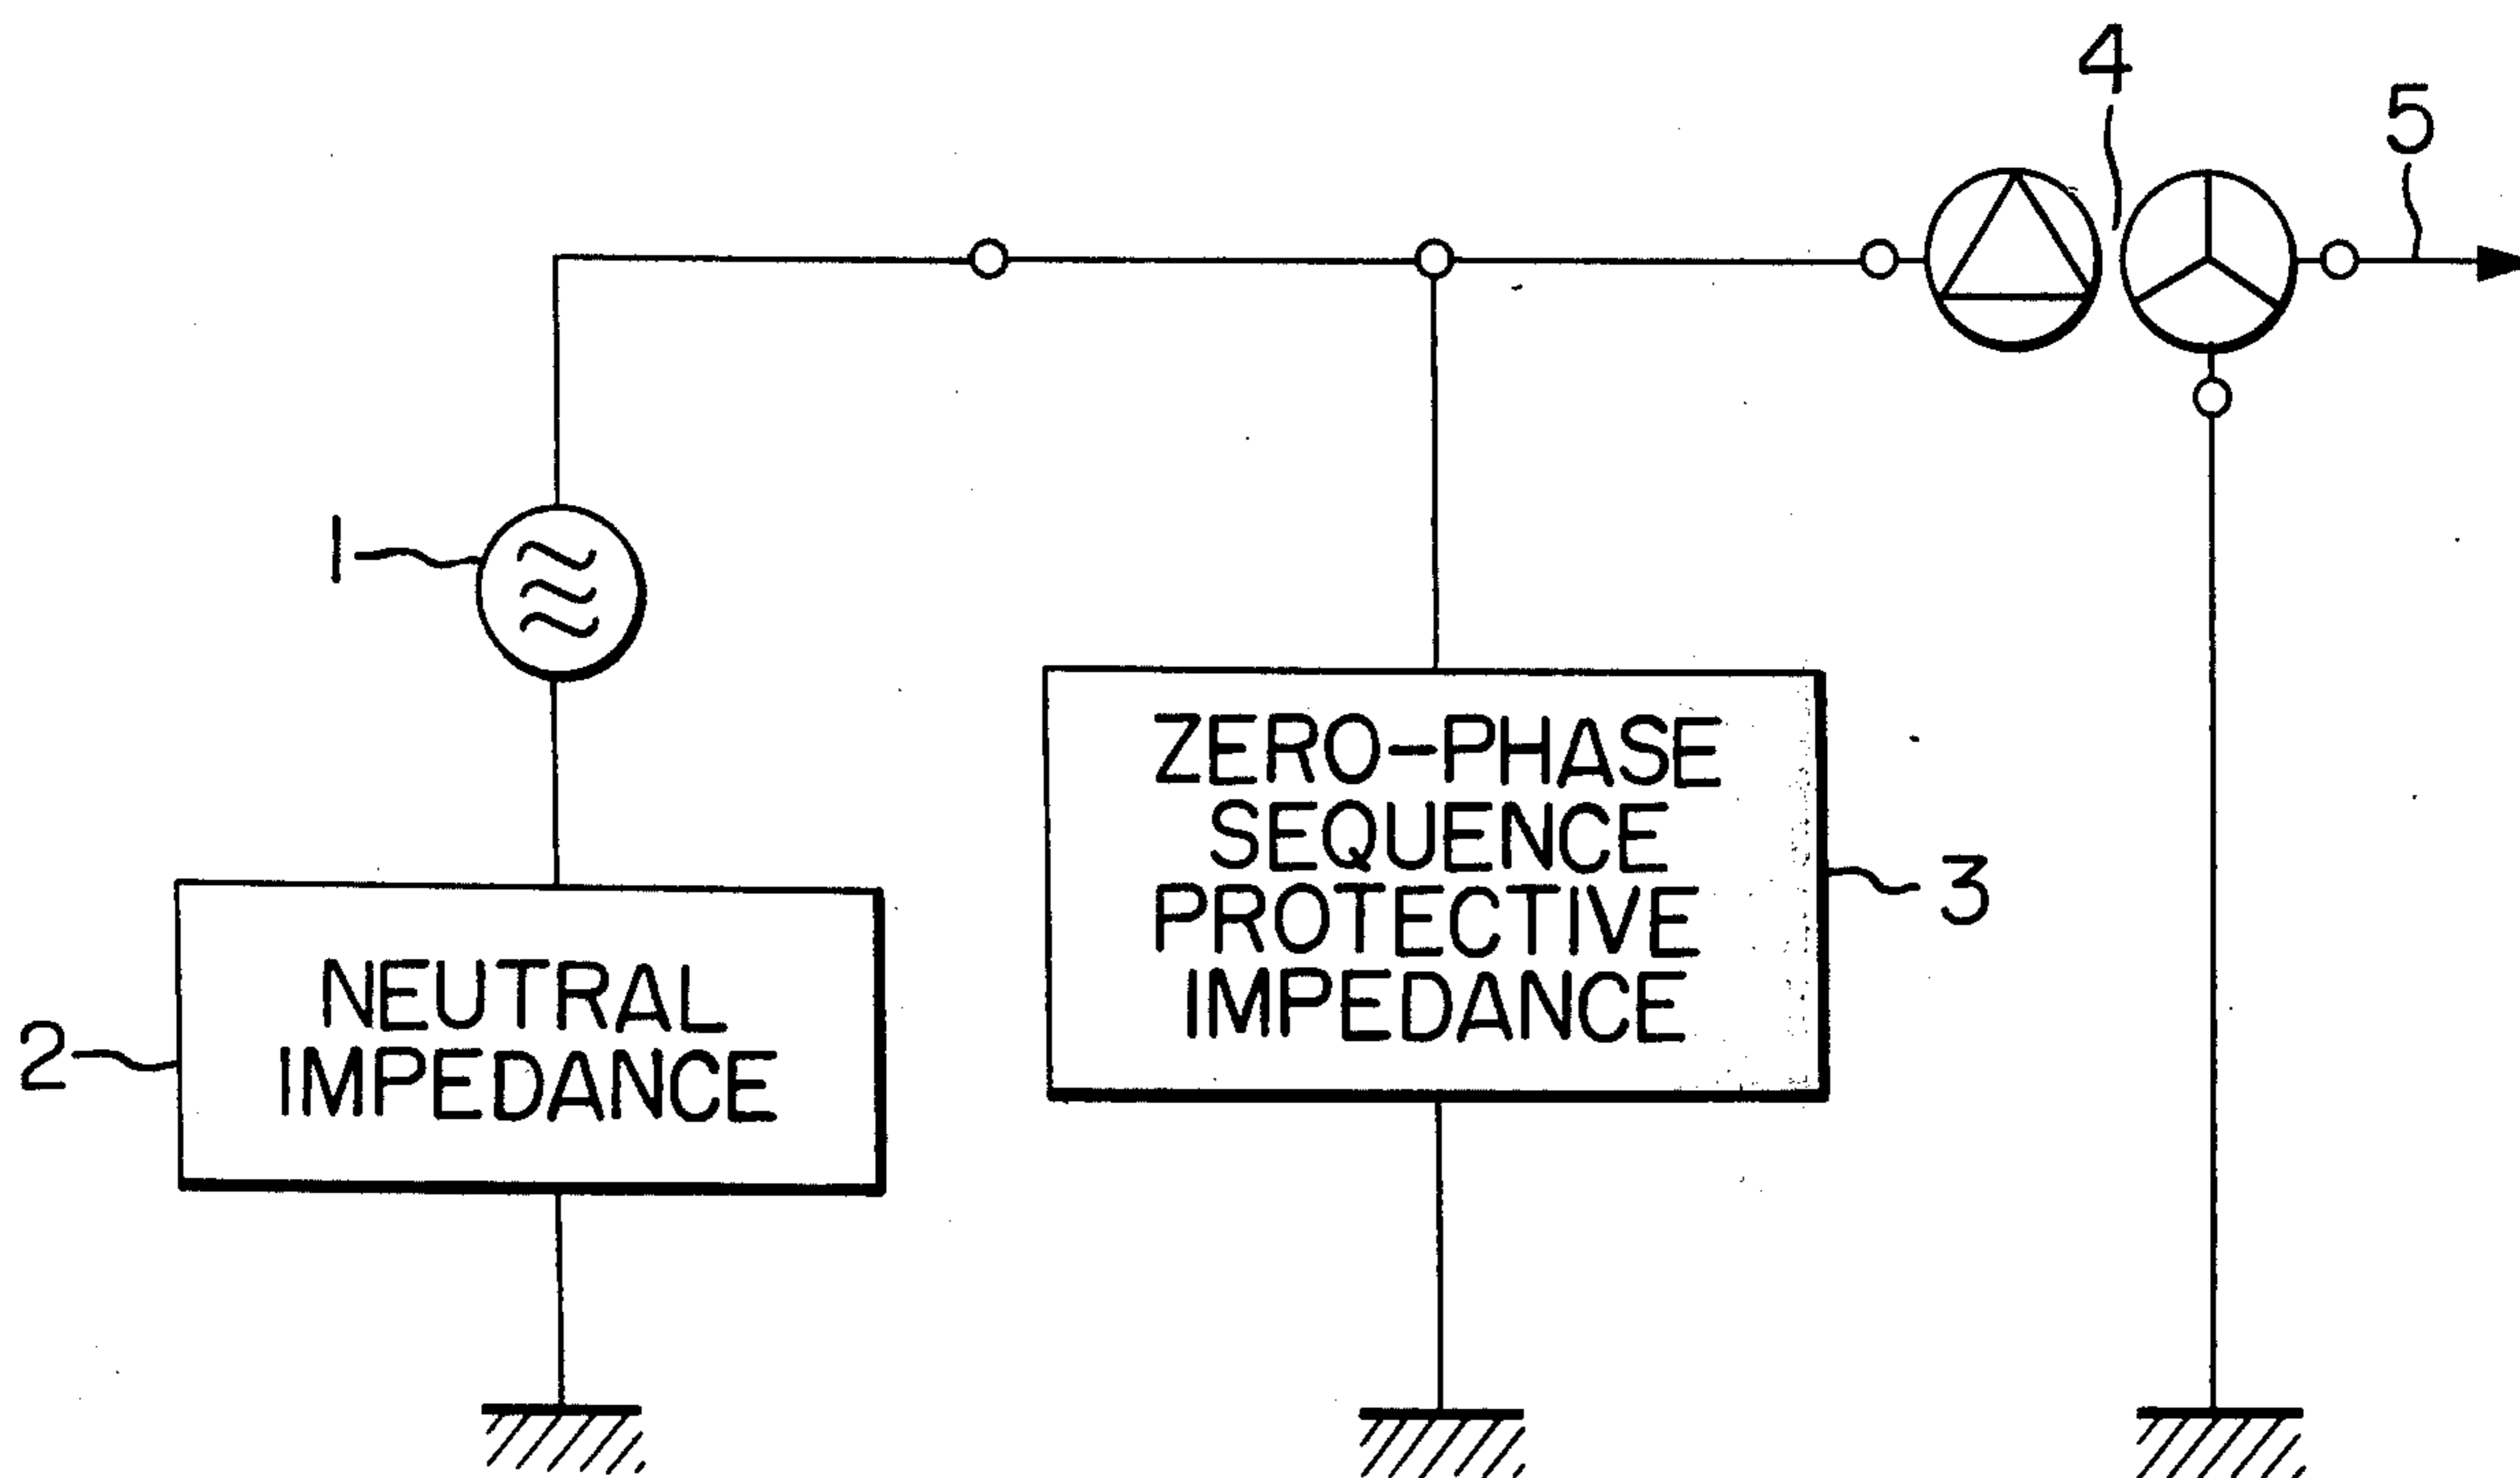 4
5
1
ZERO-PHASE
SEQUENCE
PROTECTIVE
IMPEDANCE
3
NEUTRAL
IMPEDANCE
2